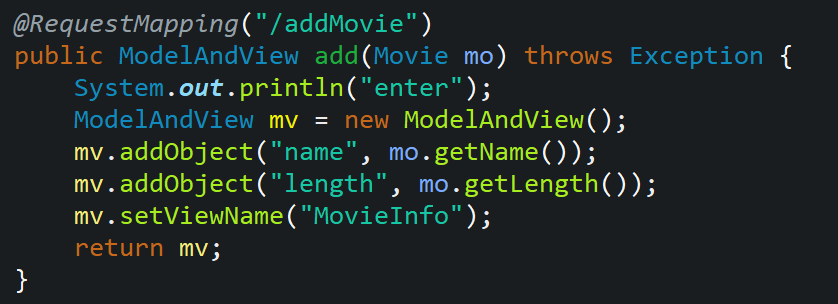 @RequestMapping("/addMovie")
public ModelAndView add(Movie mo) throws Exception {
    System.out.println("enter");
    ModelAndView mv = new ModelAndView();
    mv.addObject("name", mo.getName());
    mv.addObject("length", mo.getLength());
    mv.setViewName("MovieInfo");
    return mv;
}